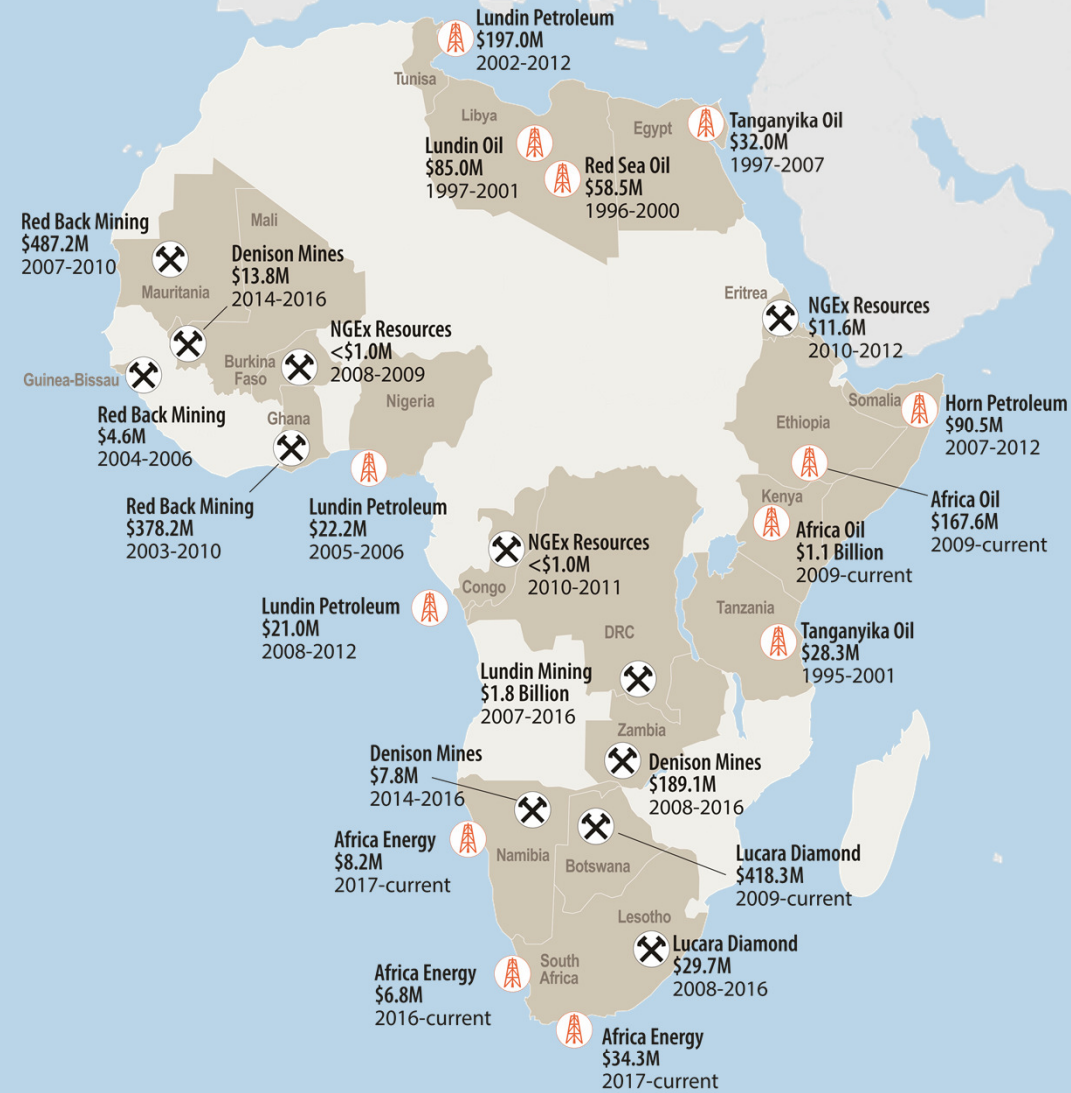 Lundin Petroleum
$197.0M
2002-2012
Tunisa
Libya
Egypt
Tanganyika Oil
$32.0M
1997-2007
Lundin Oil
$85.0M
1997-2001
Red Sea Oil
$58.5M
1996-2000
Red Back Mining
$487.2M
2007-2010
Mali
Mauritania
Denison Mines
$13.8M
2014-2016
Eritrea
NGEx Resources
$11.6M
2010-2012
NGEx Resources
<$1.0M
2008-2009
Burkina
Faso
Guinea-Bissau
Nigeria
Ghana
Red Back Mining
$4.6M
2004-2006
Somalia
Ethiopia
Horn Petroleum
$90.5M
2007-2012
Red Back Mining
$378.2M
2003-2010
Lundin Petroleum
$22.2M
2005-2006
Kenya
Africa Oil
$167.6M
2009-current
Africa Oil
$1.1 Billion
2009-current
NGEx Resources
<$1.0M
2010-2011
Congo
Lundin Petroleum
$21.0M
2008-2012
Tanzania
DRC
Tanganyika Oil
$28.3M
1995-2001
Lundin Mining
$1.8 Billion
2007-2016
Zambia
Denison Mines
$7.8M
2014-2016
Denison Mines
$189.1M
2008-2016
Africa Energy
$8.2M
2017-current
Namibia
Botswana
Lucara Diamond
$418.3M
2009-current
Lesotho
Lucara Diamond
$29.7M
2008-2016
South
Africa
Africa Energy
$6.8M
2016-current
Africa Energy
$34.3M
2017-current